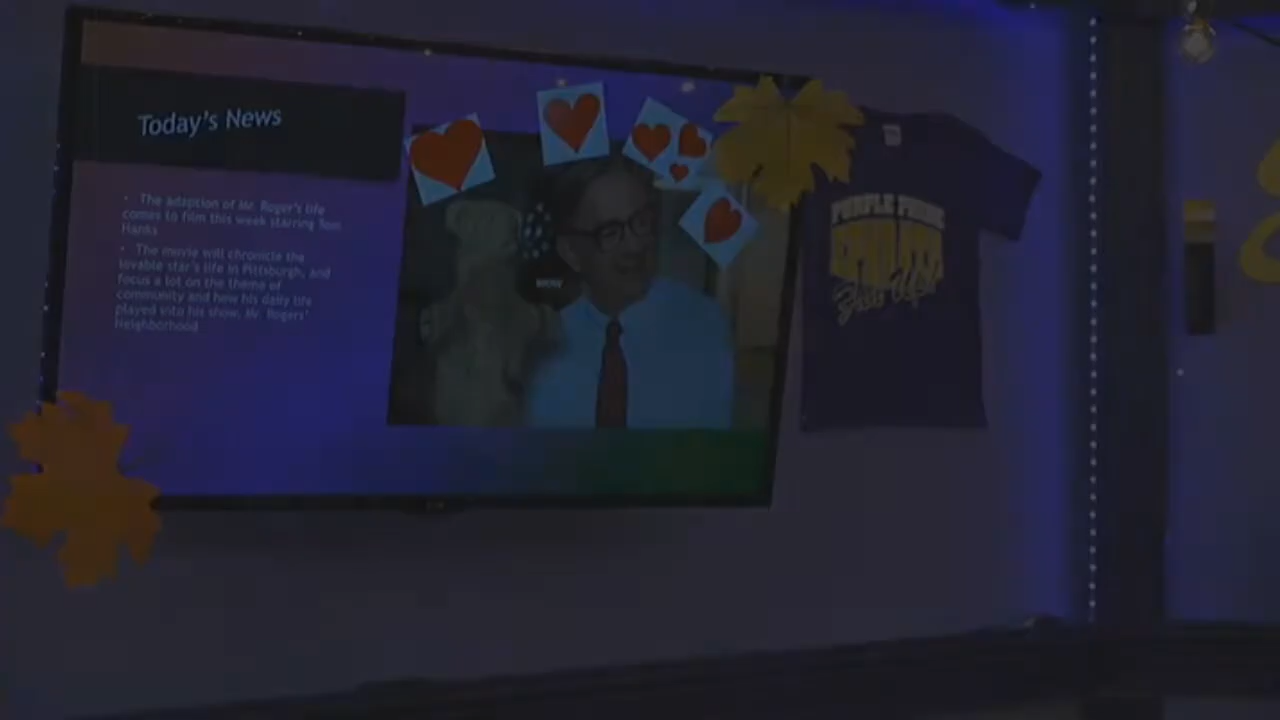 Today's News
• The adaption of Mr. Roger's life
comes to film this week starring Tom
Hanks
• The movie will chronicle the
lovable star's life in Pittsburgh, and
focus a lot on the theme of
community and how his daily life
played into his show, Mr. Rogers'
Neighborhood
PURPLE